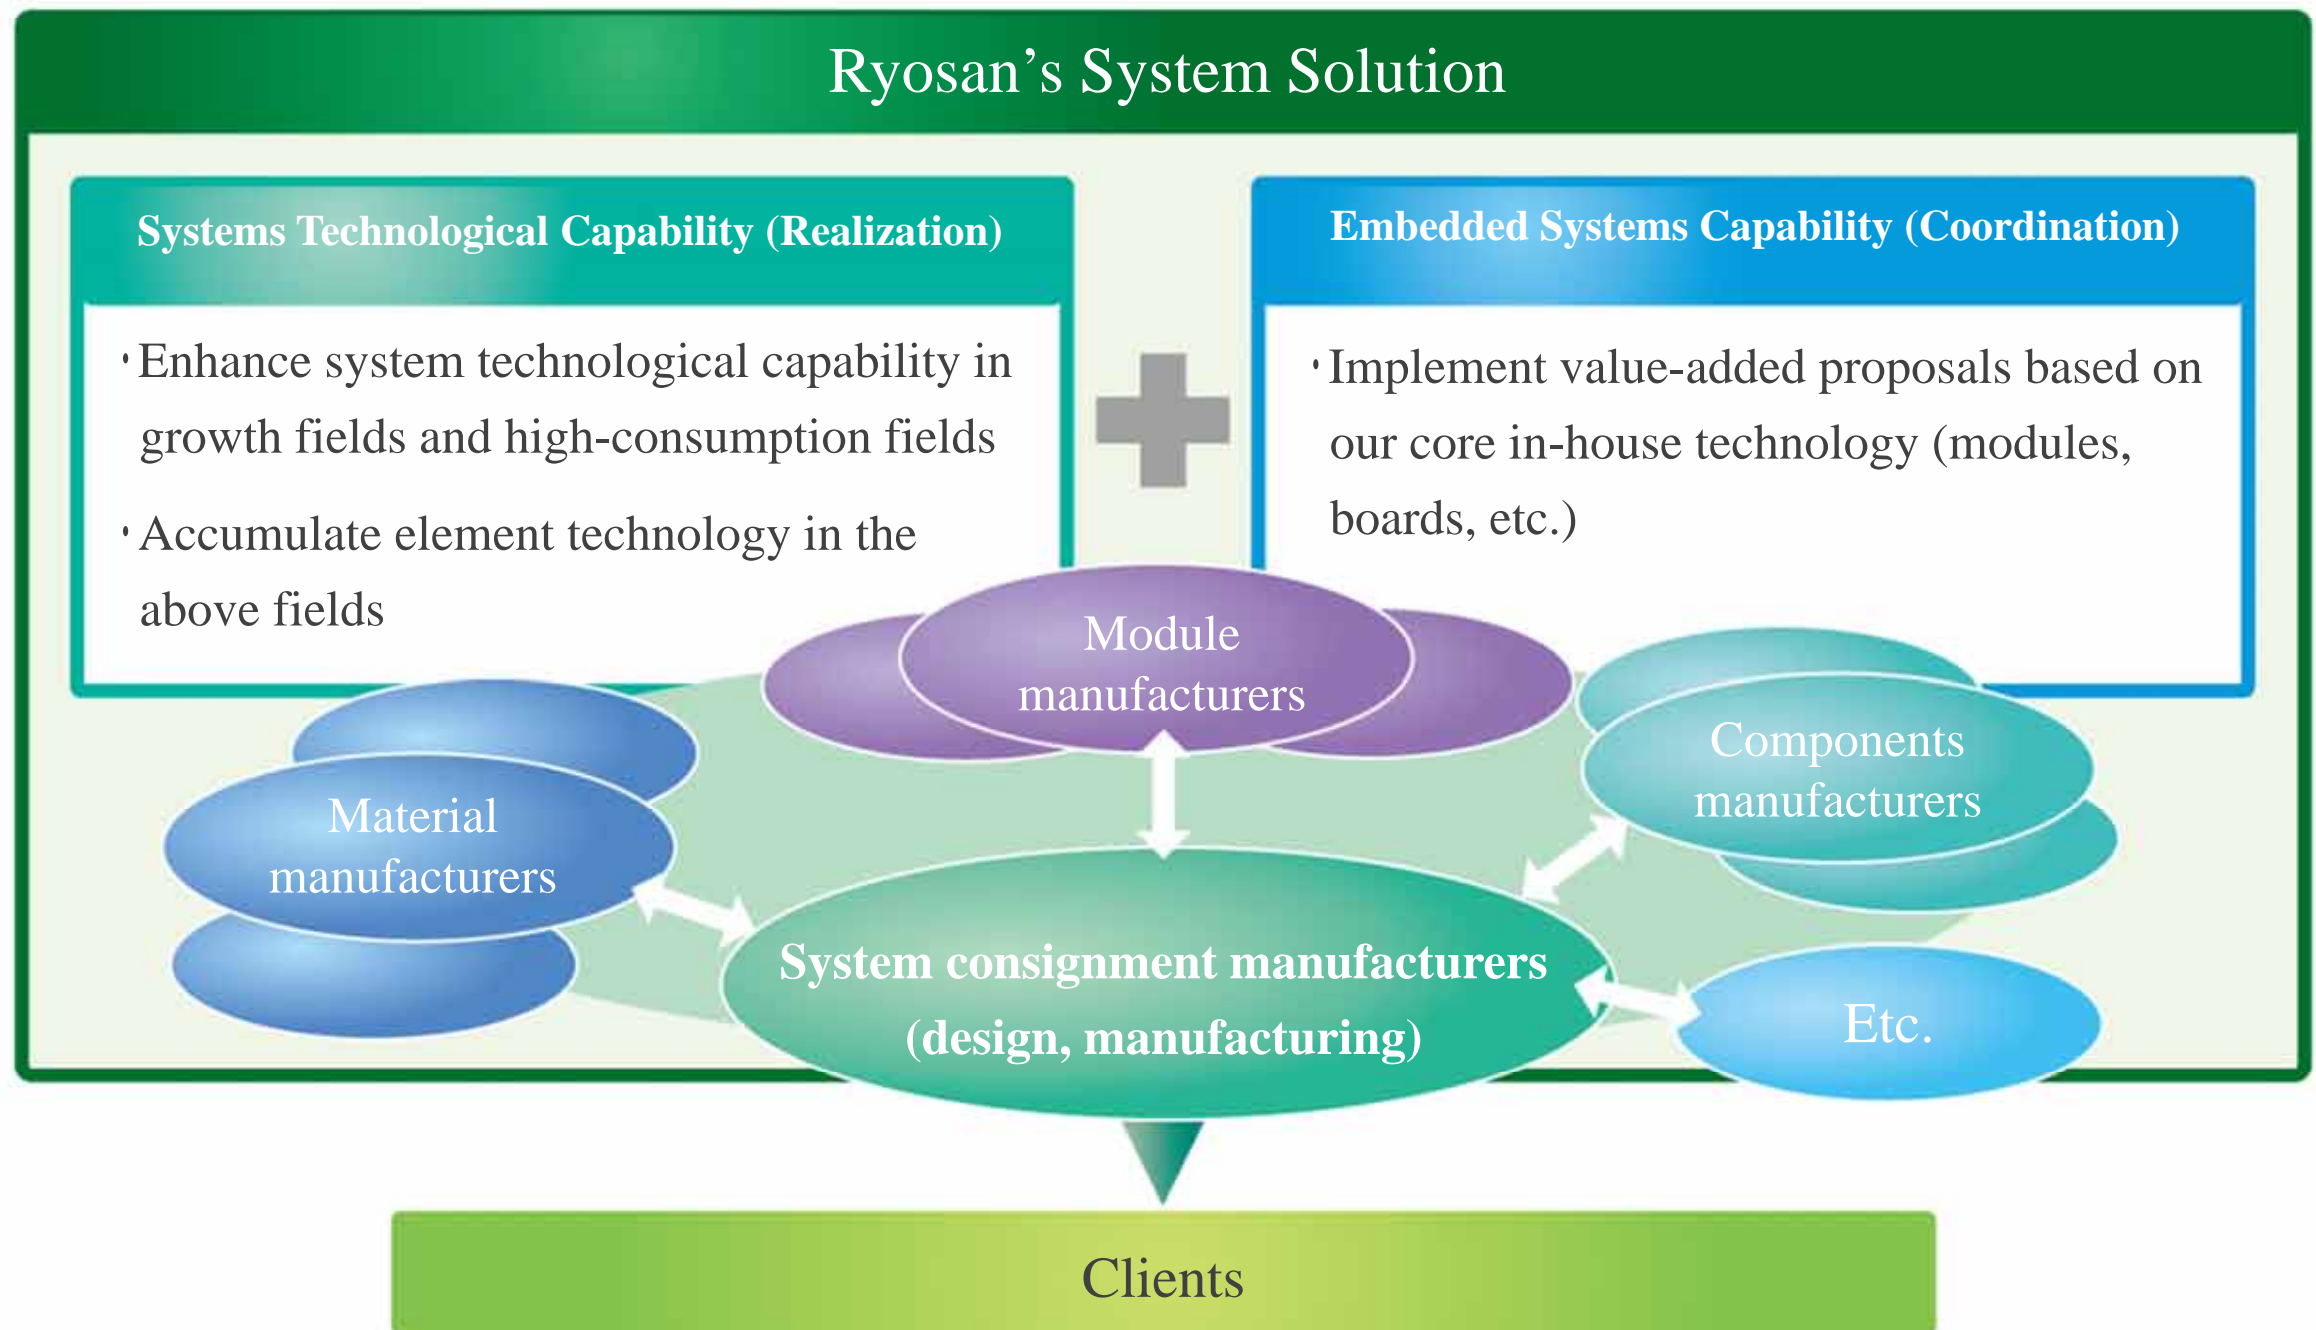 Ryosan’s System Solution
Systems Technological Capability (Realization)
・Enhance system technological capability in
growth fields and high-consumption fields
・Accumulate element technology in the
above fields
Embedded Systems Capability (Coordination)
・Implement value-added proposals based on
our core in-house technology (modules,
boards, etc.)
Module
manufacturers
Components
manufacturers
Material
manufacturers
System consignment manufacturers
(design, manufacturing)
Etc.
Clients